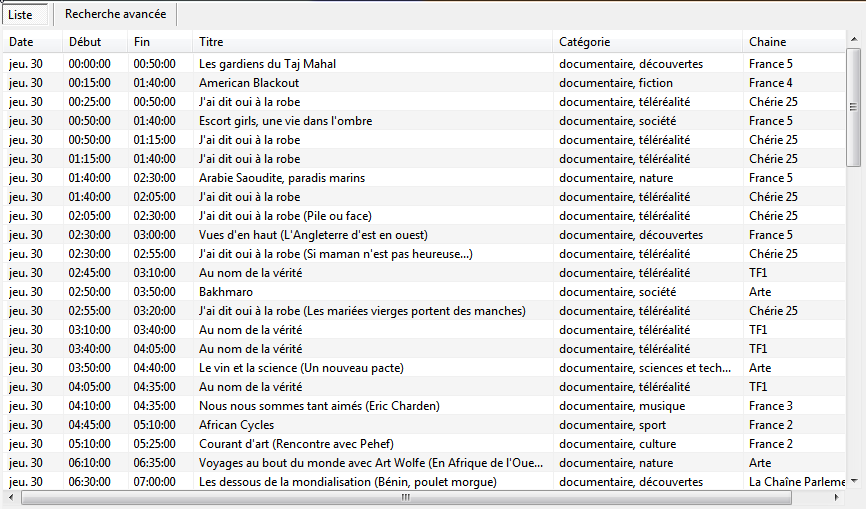 Liste Recherche avancée
Date Début Fin Titre Catégorie Chaine
jeu. 30 00:00:00 00:50:00 Les gardiens du Taj Mahal documentaire, découvertes France 5
jeu. 30 00:15:00 01:40:00 American Blackout documentaire, fiction France 4
jeu. 30 00:25:00 00:50:00 J'ai dit oui à la robe documentaire, téléréalité Chérie 25
jeu. 30 00:50:00 01:40:00 Escort girls, une vie dans l'ombre documentaire, société France 5
jeu. 30 00:50:00 01:15:00 J'ai dit oui à la robe documentaire, téléréalité Chérie 25
jeu. 30 01:15:00 01:40:00 J'ai dit oui à la robe documentaire, téléréalité Chérie 25
jeu. 30 01:40:00 02:30:00 Arabie Saoudite, paradis marins documentaire, nature France 5
jeu. 30 01:40:00 02:05:00 J'ai dit oui à la robe documentaire, téléréalité Chérie 25
jeu. 30 02:05:00 02:30:00 J'ai dit oui à la robe (Pile ou face) documentaire, téléréalité Chérie 25
jeu. 30 02:30:00 03:00:00 Vues d'en haut (L'Angleterre d'est en ouest) documentaire, découvertes France 5
jeu. 30 02:30:00 02:55:00 J'ai dit oui à la robe (Si maman n'est pas heureuse...) documentaire, téléréalité Chérie 25
jeu. 30 02:45:00 03:10:00 Au nom de la vérité documentaire, téléréalité TF1
jeu. 30 02:50:00 03:50:00 Bakhmaro documentaire, société Arte
jeu. 30 02:55:00 03:20:00 J'ai dit oui à la robe (Les mariées vierges portent des manches) documentaire, téléréalité Chérie 25
jeu. 30 03:10:00 03:40:00 Au nom de la vérité documentaire, téléréalité TF1
jeu. 30 03:40:00 04:05:00 Au nom de la vérité documentaire, téléréalité TF1
jeu. 30 03:50:00 04:40:00 Le vin et la science (Un nouveau pacte) documentaire, sciences et tech... Arte
jeu. 30 04:05:00 04:35:00 Au nom de la vérité documentaire, téléréalité TF1
jeu. 30 04:10:00 04:35:00 Nous nous sommes tant aimés (Eric Charden) documentaire, musique France 3
jeu. 30 04:45:00 05:10:00 African Cycles documentaire, sport France 2
jeu. 30 05:10:00 05:25:00 Courant d'art (Rencontre avec Pehef) documentaire, culture France 2
jeu. 30 06:10:00 06:35:00 Voyages au bout du monde avec Art Wolfe (En Afrique de l'Oue... documentaire, nature Arte
jeu. 30 06:30:00 07:00:00 Les dessous de la mondialisation (Bénin, poulet morgue) documentaire, découvertes La Chaîne Parleme